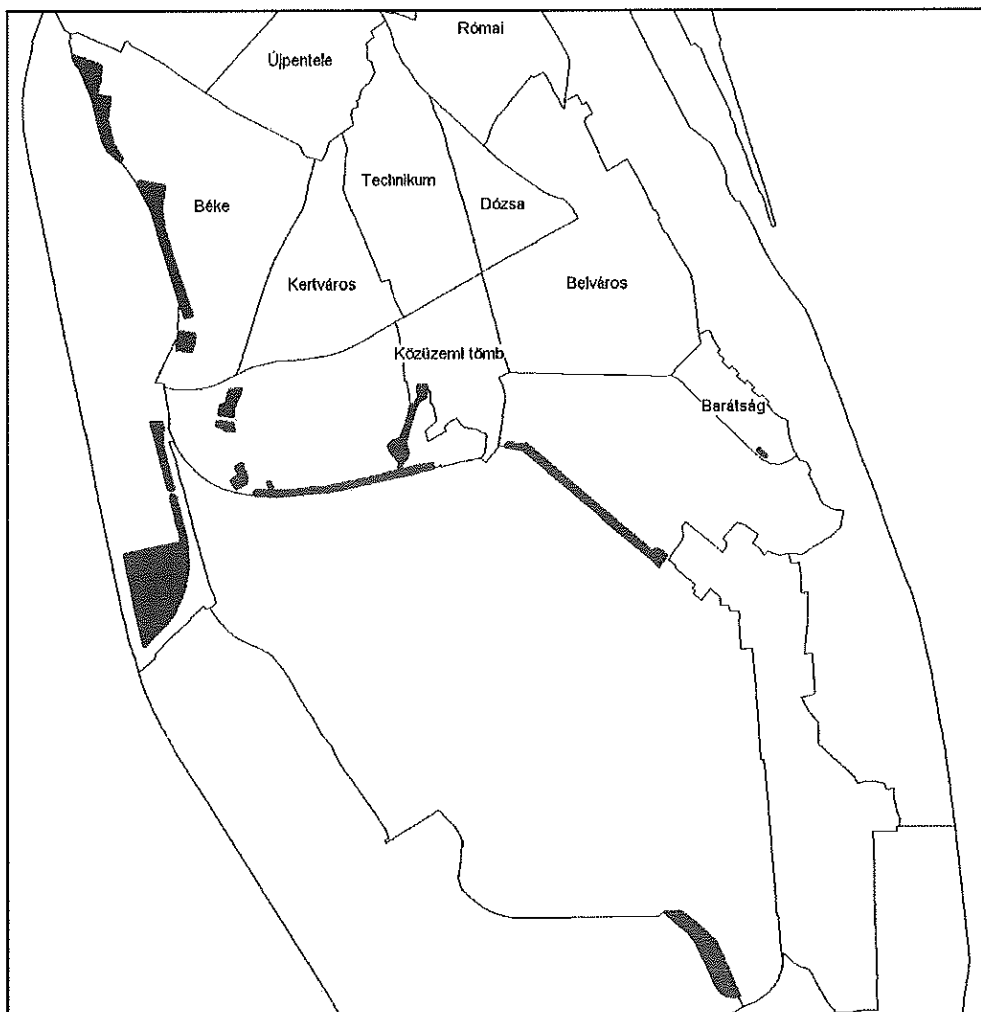 Római
Újpentele
Technikum
Béke
Dózsa
Kertváros
Belváros
Közüzemi tömb
Barátság